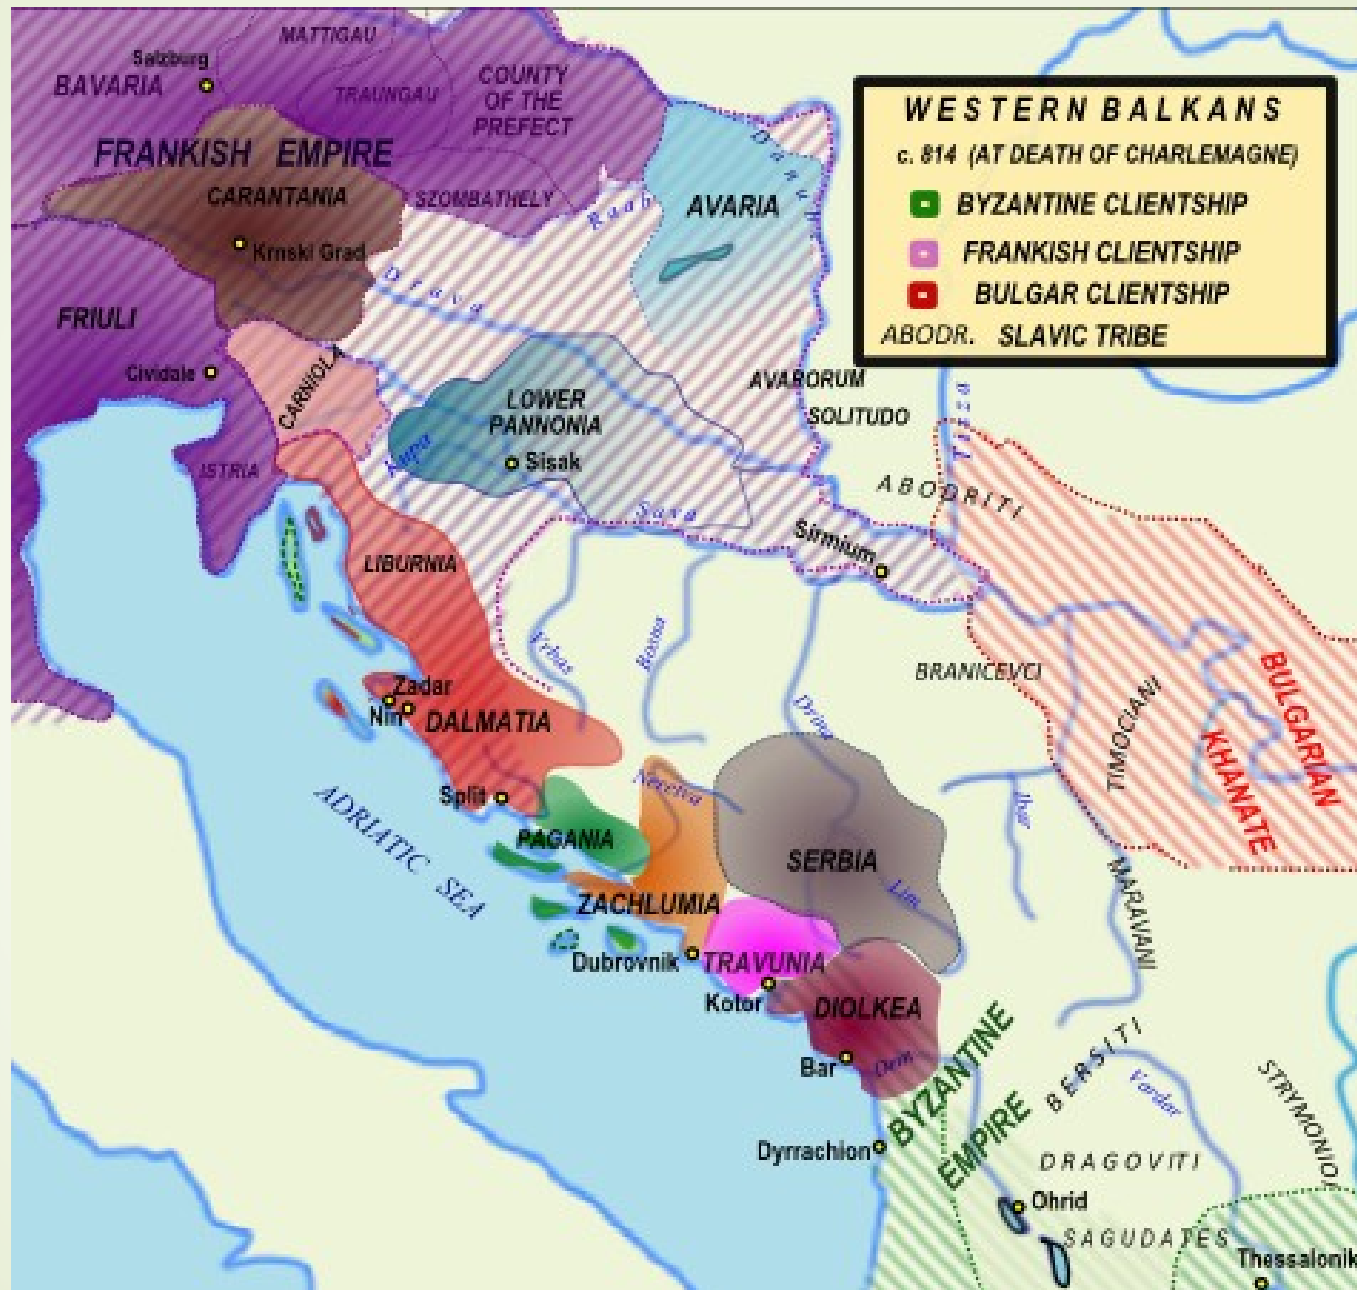 MATTIGAU
Salzburg
BAVARIA
TRAUNGAU
COUNTY
OF THE
PREFECT
FRANKISH EMPIRE
CARANTANIA
SZOMBATHELY
Raab
AVARIA
Krnski Grad
Drava
FRIULI
Cividale
CARNIOLA
LOWER
PANNONIA
Kupa
Sisak
ISTRIA
Sava
AVARORUM
SOLITUDO
Tissa
ABODRITI
Sirmium
LIBURNIA
Vrbas
Bosna
Drina
BRANICEVCI
TIMOCIANI
BULGARIAN
KHANATE
Zadar
Nin
DALMATIA
Split
PAGANIA
ADRIATIC SEA
SERBIA
Lim
Ibar
MARAVANI
ZACHLUMIA
Dubrovnik
TRAVUNIA
Kotor
DIOLKEA
Bar
BYZANTINE
EMPIRE
BERSITI
Vardar
STRYMONIOI
Dyrrachion
DRAGOVITI
Ohrid
SAGUDATES
Thessalonik
WESTERN BALKANS
c. 814 (AT DEATH OF CHARLEMAGNE)
BYZANTINE CLIENTSHIP
FRANKISH CLIENTSHIP
BULGAR CLIENTSHIP
ABODR. SLAVIC TRIBE